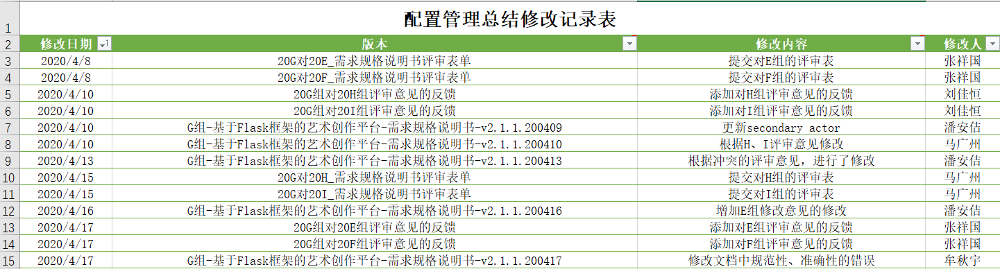 配置管理总结修改记录表
1
2 修改日期 版本 修改内容 修改人
3 2020/4/8 20G对20E_需求规格说明书评审表单 提交对E组的评审表 张祥国
4 2020/4/8 20G对20F_需求规格说明书评审表单 提交对F组的评审表 张祥国
5 2020/4/10 20G组对20H组评审意见的反馈 添加对H组评审意见的反馈 刘佳恒
6 2020/4/10 20G组对20I组评审意见的反馈 添加对I组评审意见的反馈 刘佳恒
7 2020/4/10 G组-基于Flask框架的艺术创作平台-需求规格说明书-v2.1.1.200409 更新secondary actor 潘安佶
8 2020/4/10 G组-基于Flask框架的艺术创作平台-需求规格说明书-v2.1.1.200410 根据H、I评审意见修改 马广州
9 2020/4/13 G组-基于Flask框架的艺术创作平台-需求规格说明书-v2.1.1.200413 根据冲突的评审意见，进行了修改 潘安佶
10 2020/4/15 20G对20H_需求规格说明书评审表单 提交对H组的评审表 马广州
11 2020/4/15 20G对20I_需求规格说明书评审表单 提交对I组的评审表 马广州
12 2020/4/16 G组-基于Flask框架的艺术创作平台-需求规格说明书-v2.1.1.200416 增加E组修改意见的修改 潘安佶
13 2020/4/17 20G组对20E组评审意见的反馈 添加对E组评审意见的反馈 张祥国
14 2020/4/17 20G组对20F组评审意见的反馈 添加对F组评审意见的反馈 张祥国
15 2020/4/17 G组-基于Flask框架的艺术创作平台-需求规格说明书-v2.1.1.200417 修改文档中规范性、准确性的错误 牟秋宇